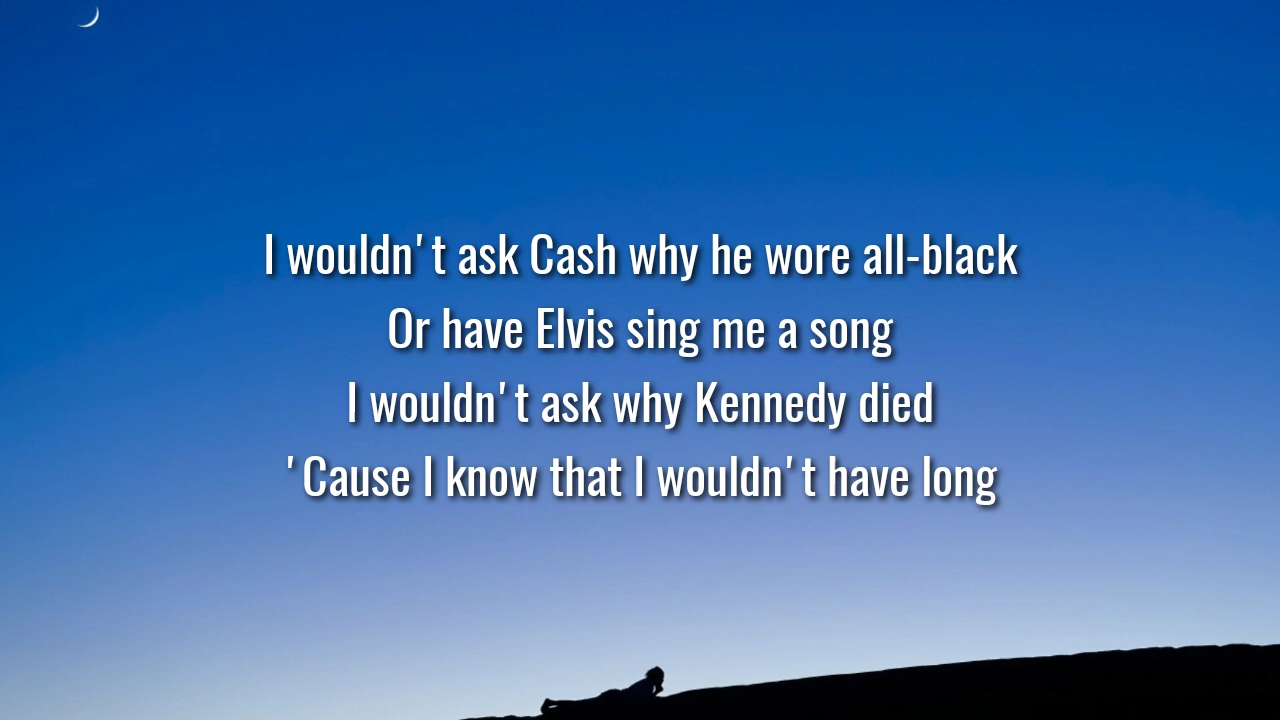 I wouldn't ask Cash why he wore all-black
Or have Elvis sing me a song
I wouldn't ask why Kennedy died
'Cause I know that I wouldn't have long